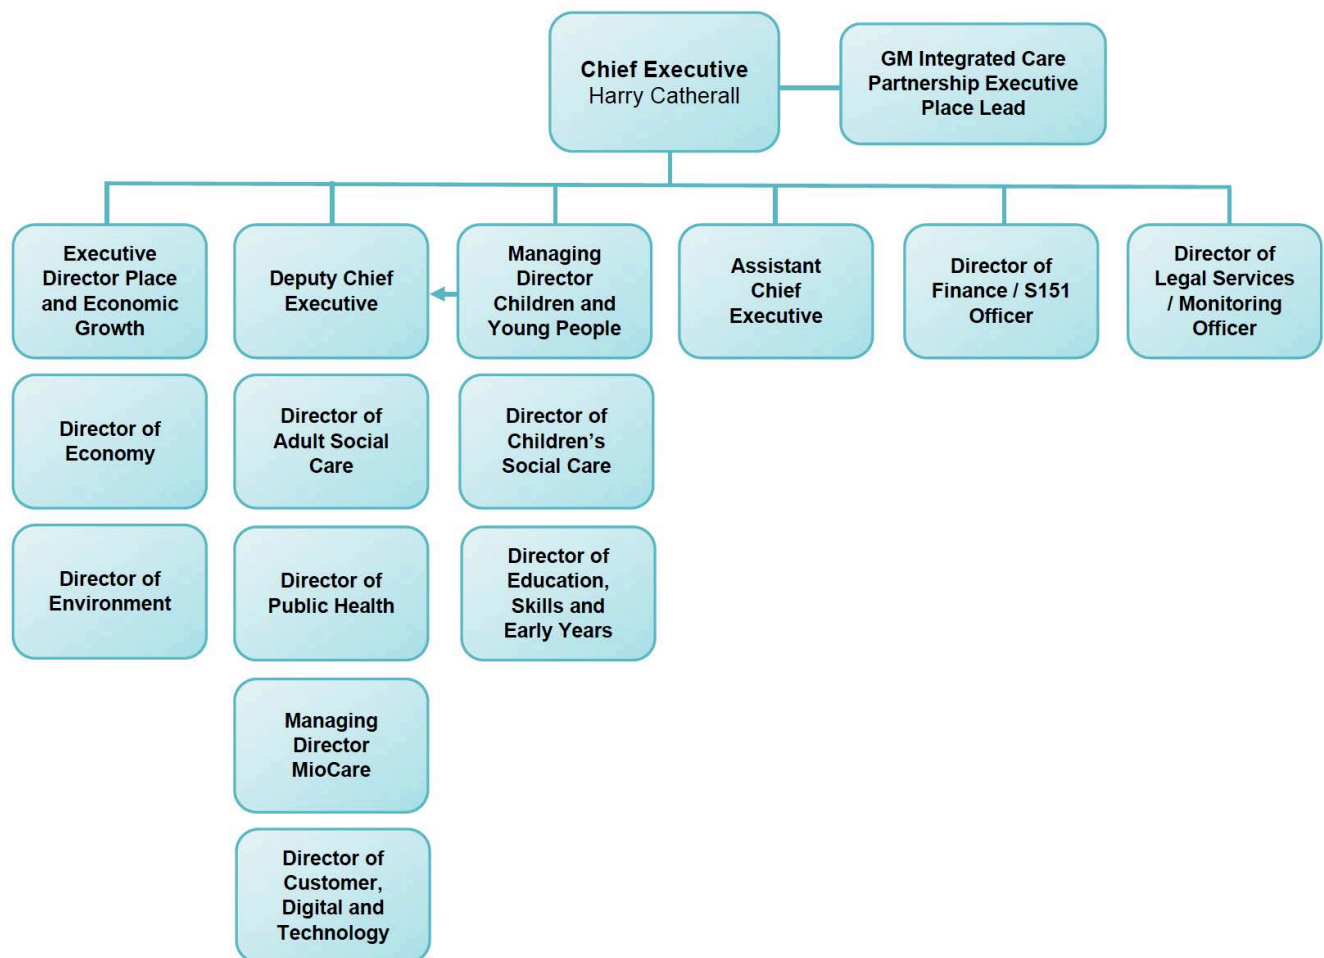 Chief Executive
Harry Catherall
GM Integrated Care
Partnership Executive
Place Lead
Executive
Director Place
and Economic
Growth
Deputy Chief
Executive
Managing
Director
Children and
Young People
Assistant
Chief
Executive
Director of
Finance / S151
Officer
Director of
Legal Services
/ Monitoring
Officer
Director of
Economy
Director of
Adult Social
Care
Director of
Children’s
Social Care
Director of
Environment
Director of
Public Health
Director of
Education,
Skills and
Early Years
Managing
Director
MioCare
Director of
Customer,
Digital and
Technology